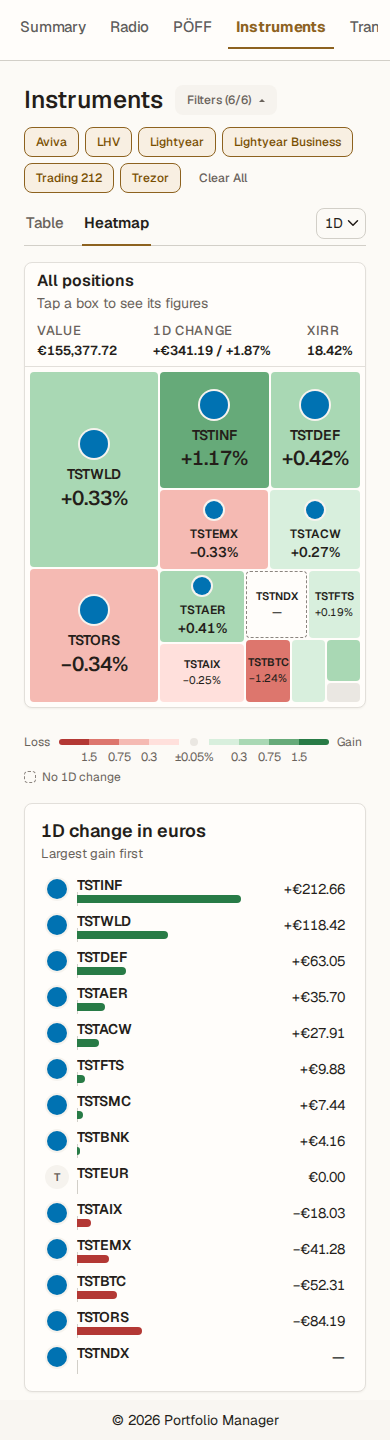 Summary Radio PÖFF Instruments Tran
Instruments Filters (6/6)
Aviva LHV Lightyear Lightyear Business
Trading 212 Trezor Clear All
Table Heatmap 1D
All positions
Tap a box to see its figures
VALUE 1D CHANGE XIRR
€155,377.72 +€341.19 / +1.87% 18.42%
TSTWLD
+0.33%
TSTINF
+1.17%
TSTDEF
+0.42%
TSTEMX
−0.33%
TSTACW
+0.27%
TSTORS
−0.34%
TSTAER
+0.41%
TSTNDX
—
TSTFTS
+0.19%
TSTAIX
−0.25%
TSTBTC
−1.24%
Loss Gain
1.5 0.75 0.3 ±0.05% 0.3 0.75 1.5
No 1D change
1D change in euros
Largest gain first
TSTINF +€212.66
TSTWLD +€118.42
TSTDEF +€63.05
TSTAER +€35.70
TSTACW +€27.91
TSTFTS +€9.88
TSTSMC +€7.44
TSTBNK +€4.16
T TSTEUR €0.00
TSTAIX −€18.03
TSTEMX −€41.28
TSTBTC −€52.31
TSTORS −€84.19
TSTNDX —
© 2026 Portfolio Manager